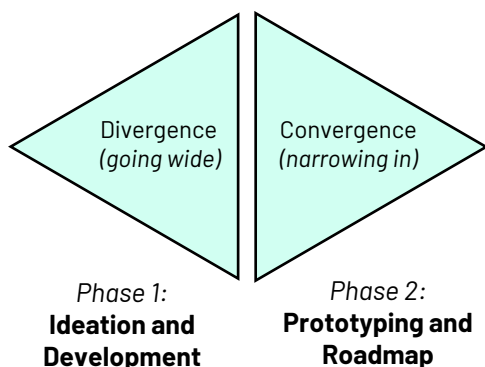 Divergence
(going wide)
Convergence
(narrowing in)
Phase 1:
Ideation and
Development
Phase 2:
Prototyping and
Roadmap